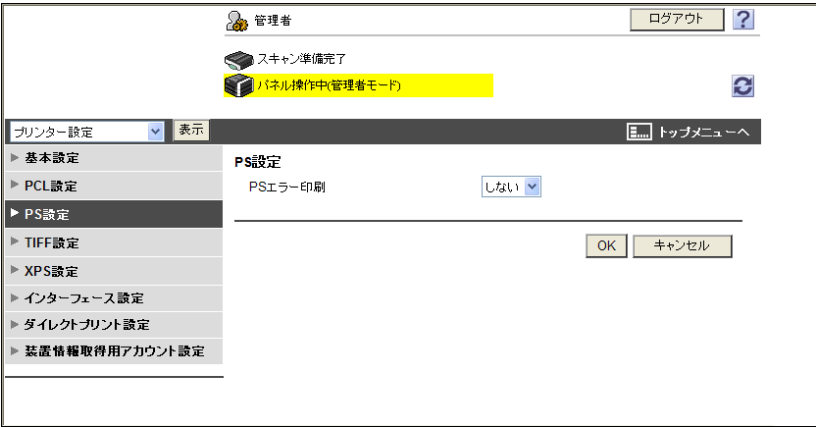 管理者
ログアウト
?
スキャン準備完了
パネル操作中(管理者モード)
プリンター設定
表示
トップメニューへ
基本設定
PCL設定
PS設定
TIFF設定
XPS設定
インターフェース設定
ダイレクトプリント設定
装置情報取得用アカウント設定
PS設定
PSエラー印刷
しない
OK
キャンセル